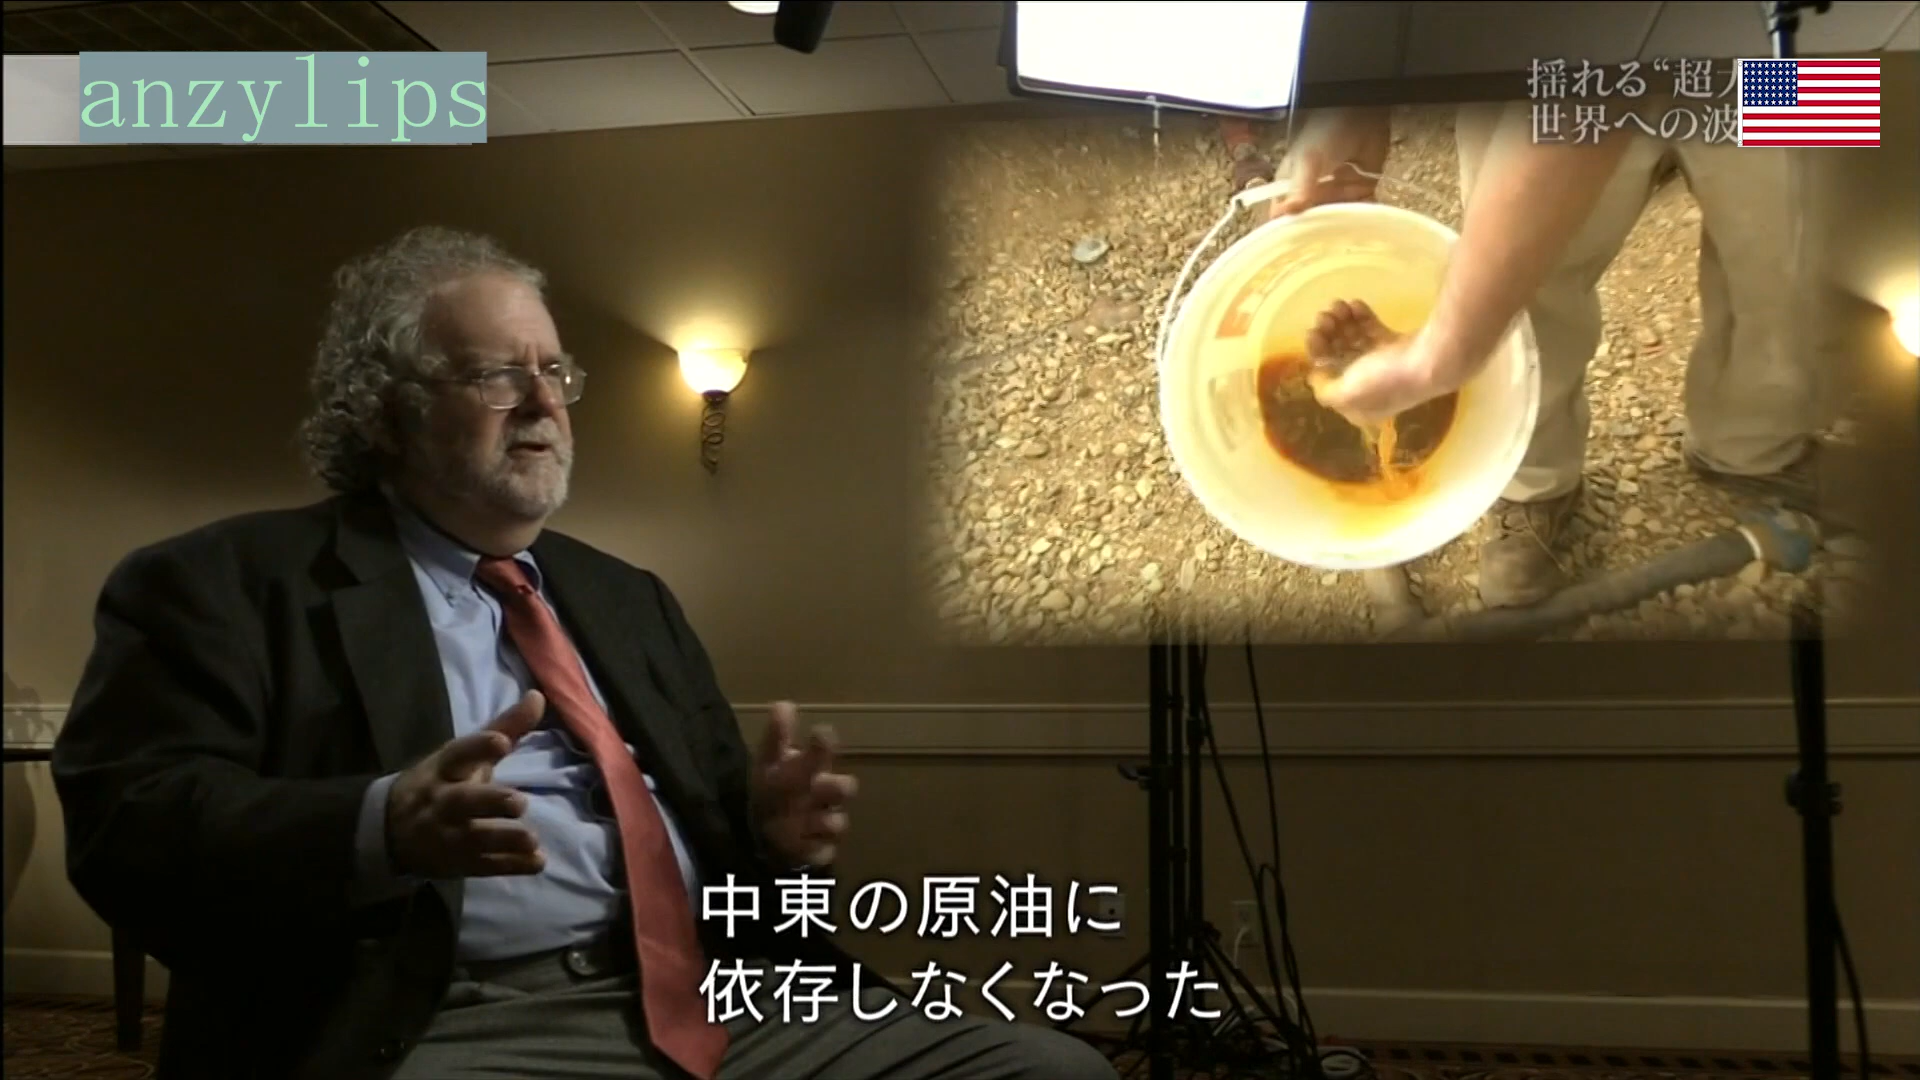 anzylips
揺れる“超
世界への波
中東の原油に
依存しなくなった